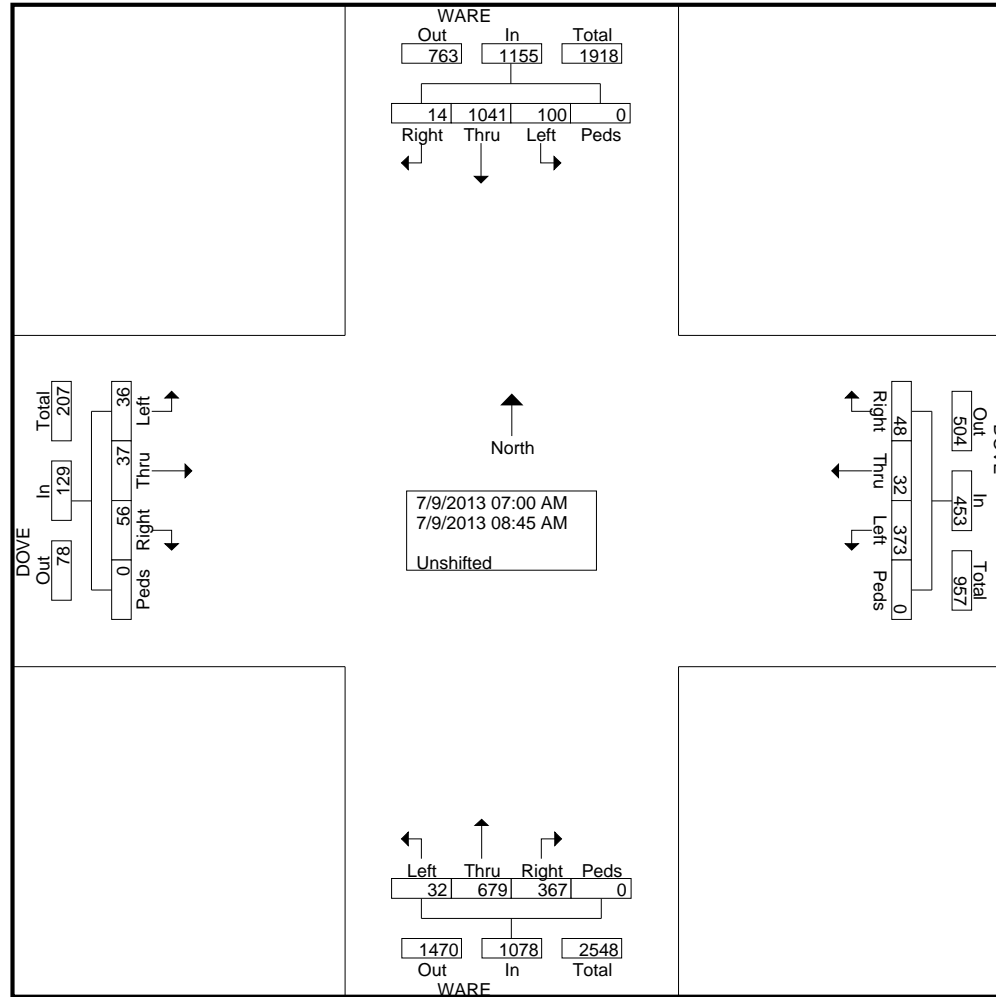 WARE
Out In Total
763 1155 1918
14 1041 100 0
Right Thru Left Peds
DOVE
Total In Out
207 129 78
36 37 56 0
Left Thru Right Peds
North
7/9/2013 07:00 AM
7/9/2013 08:45 AM
Unshifted
Right Thru Left Peds
48 32 373 0
Out In Total
504 453 957
DOVE
Left Thru Right Peds
32 679 367 0
1470 1078 2548
Out In Total
WARE